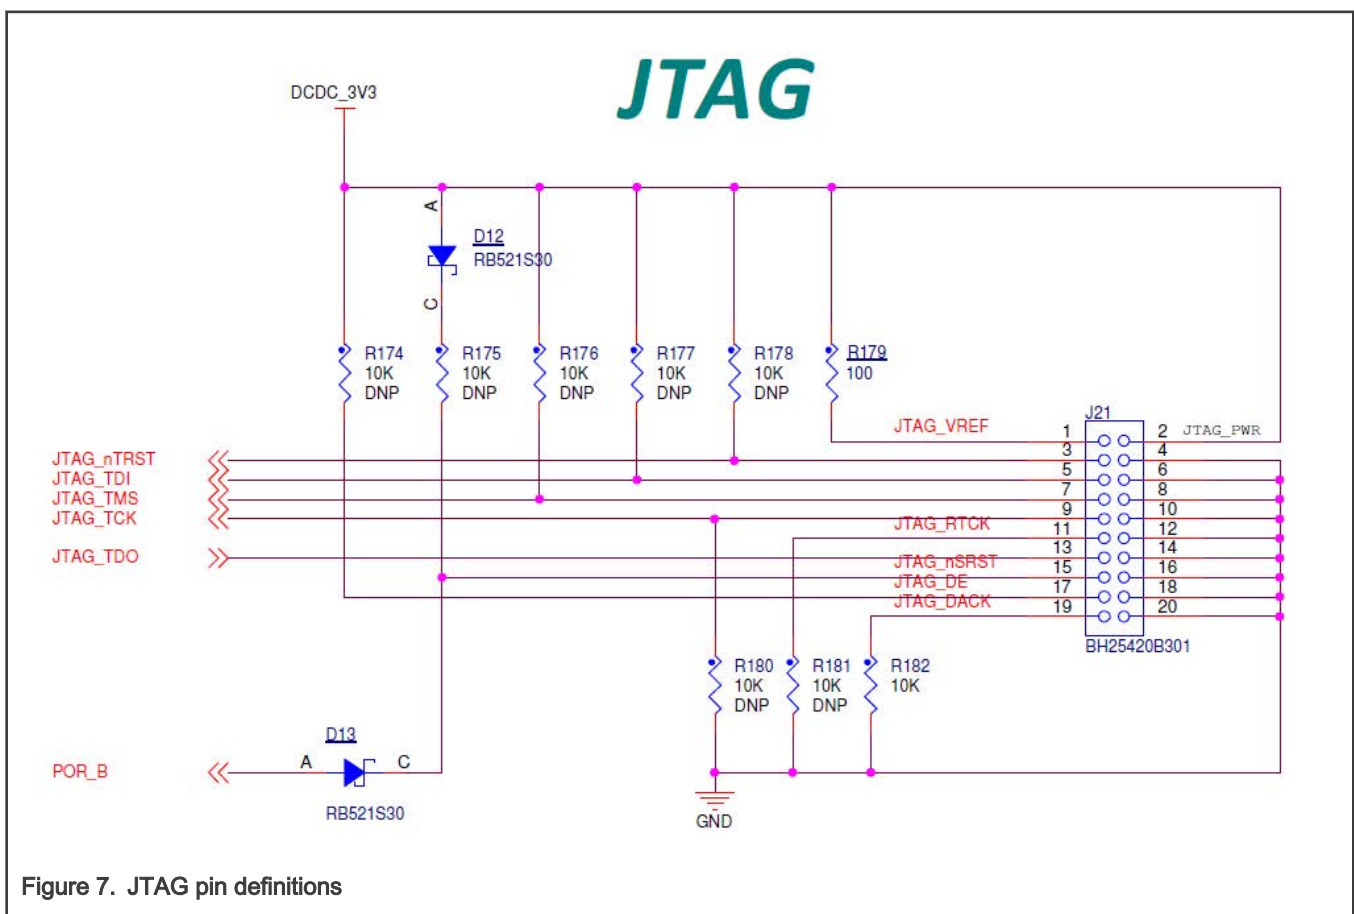 JTAG
DCDC_3V3
A
D12
RB521S30
C
R174
10K
DNP
R175
10K
DNP
R176
10K
DNP
R177
10K
DNP
R178
10K
DNP
R179
100
J21
JTAG_VREF
1
2
JTAG_PWR
3
4
JTAG_nTRST
5
6
JTAG_TDI
7
8
JTAG_TMS
9
10
JTAG_TCK
JTAG_RTCK
11
12
13
14
JTAG_TDO
JTAG_nSRST
15
16
JTAG_DE
17
18
JTAG_DACK
19
20
BH25420B301
R180
10K
DNP
R181
10K
DNP
R182
10K
D13
POR_B
A
C
RB521S30
GND
Figure 7. JTAG pin definitions